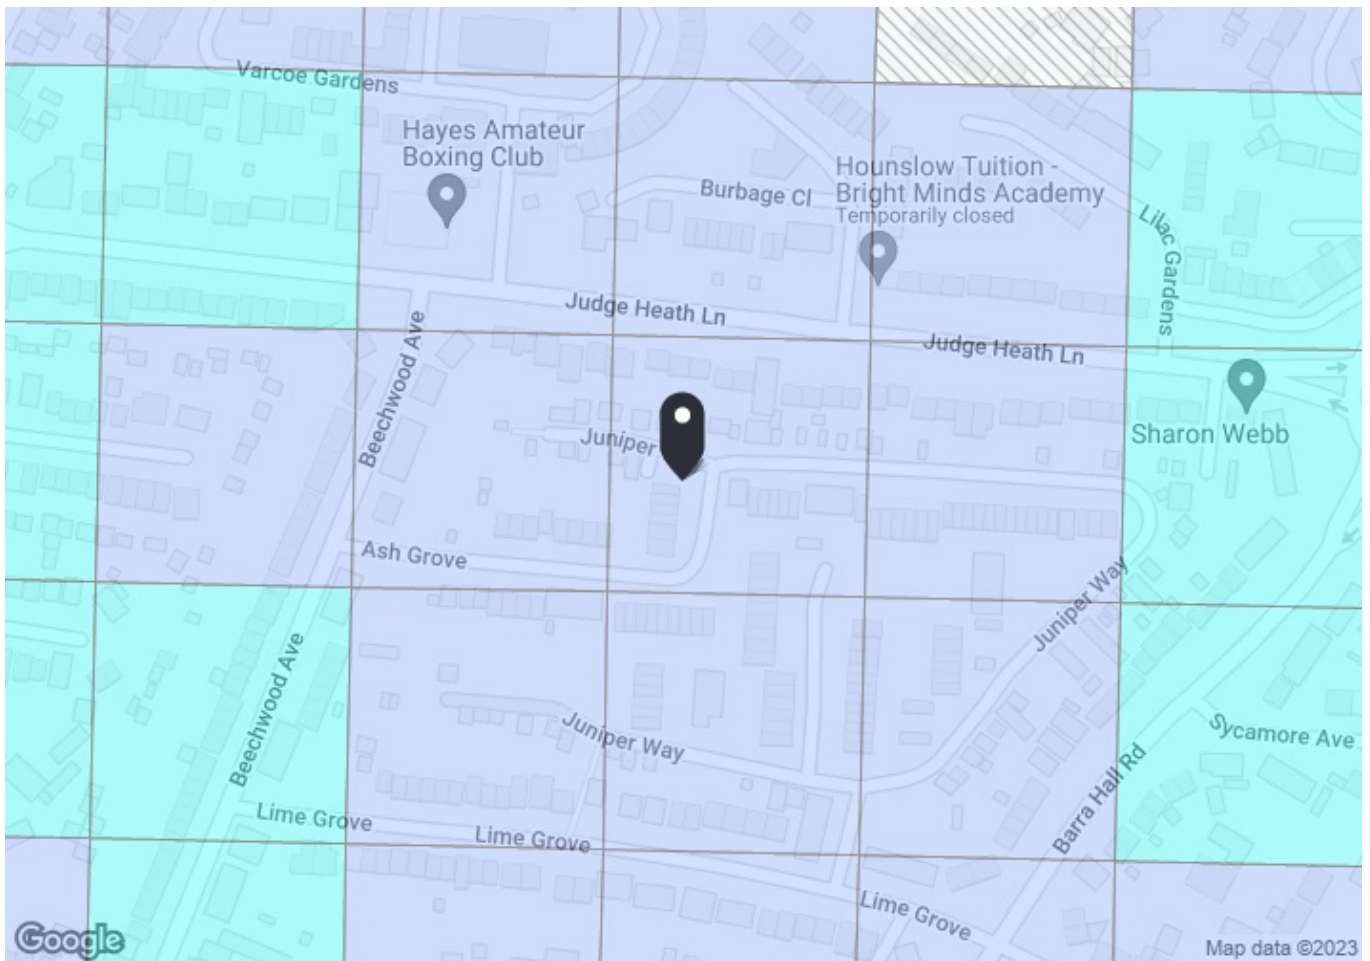 Varcoe Gardens
Hayes Amateur
Boxing Club
Hounslow Tuition -
Bright Minds Academy
Temporarily closed
Burbage Cl
Lilac Gardens
Judge Heath Ln
Judge Heath Ln
Beechwood Ave
Sharon Webb
Juniper
Ash Grove
Juniper Way
Beechwood Ave
Juniper Way
Sycamore Ave
Barra Hall Rd
Lime Grove
Lime Grove
Lime Grove
Google
Map data ©2023